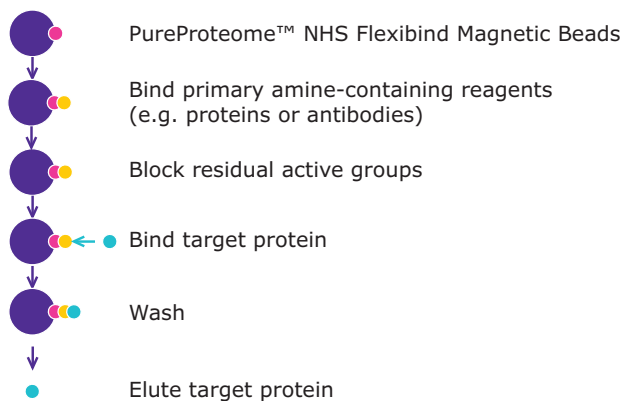 PureProteome™ NHS Flexibind Magnetic Beads
Bind primary amine-containing reagents
(e.g. proteins or antibodies)
Block residual active groups
Bind target protein
Wash
Elute target protein